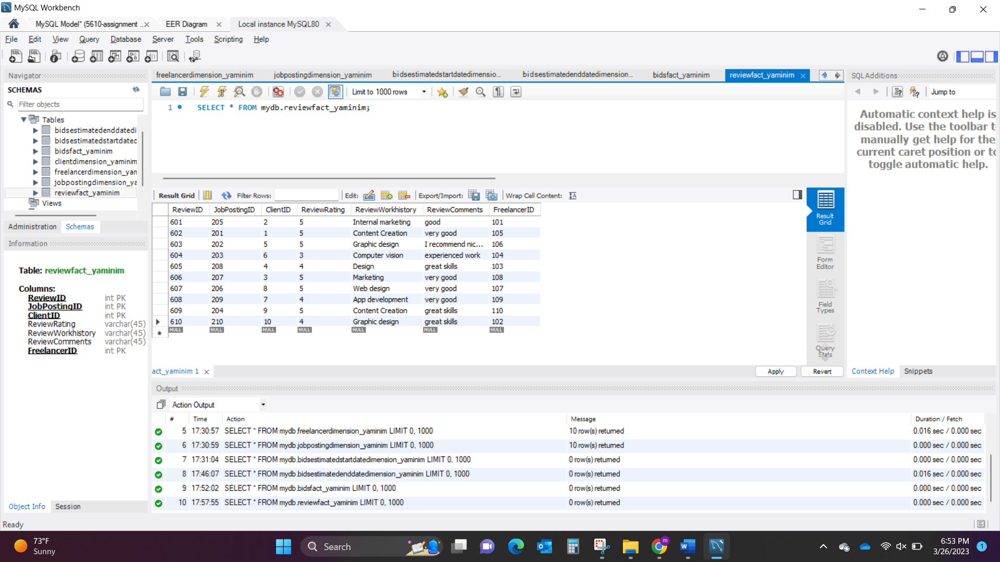 MySQL Workbench
MySQL Model* (5610-assignment ... EER Diagram Local instance MySQL80
File Edit View Query Database Server Tools Scripting Help
Navigator
SCHEMAS
Filter objects
Tables
bidsestimatedenddatedi
bidsestimatedstartdatec
bidsfact_yaminim
clientdimension_yaminim
freelancerdimension_yan
jobpostingdimension_ya
reviewfact_yaminim
Views
Administration Schemas
Information
Table: reviewfact_yaminim
Columns:
ReviewID int PK
JobPostingID int PK
ClientID int PK
ReviewRating varchar(45)
ReviewWorkhistory varchar(45)
ReviewComments varchar(45)
FreelancerID int PK
Object Info Session
Ready
freelancerdimension_yaminim jobpostingdimension_yaminim bidsestimatedstartdatedimensio... bidsestimatedenddatedimension... bidsfact_yaminim reviewfact_yaminim
Limit to 1000 rows
1 SELECT * FROM mydb.reviewfact_yaminim;
Result Grid Filter Rows: Edit: Export/Import: Wrap Cell Content:
ReviewID JobPostingID ClientID ReviewRating ReviewWorkhistory ReviewComments FreelancerID
601 205 2 5 Internal marketing good 101
602 201 1 5 Content Creation very good 105
603 202 5 5 Graphic design I recommend nic... 106
604 203 6 3 Computer vision experienced work 104
605 208 4 4 Design great skills 103
606 207 3 5 Marketing very good 108
607 206 8 5 Web design very good 107
608 209 7 4 App development very good 109
609 204 9 5 Content Creation great skills 110
610 210 10 4 Graphic design great skills 102
NULL NULL NULL NULL NULL NULL NULL
Result
Grid
Form
Editor
Field
Types
Query
Stats
act_yaminim 1 Apply Revert
SQLAdditions
Jump to
Automatic context help is
disabled. Use the toolbar t
manually get help for the
current caret position or to
toggle automatic help.
Context Help Snippets
Output
Action Output
# Time Action Message Duration / Fetch
5 17:30:57 SELECT * FROM mydb.freelancerdimension_yaminim LIMIT 0, 1000 10 row(s) returned 0.016 sec / 0.000 sec
6 17:30:59 SELECT * FROM mydb.jobpostingdimension_yaminim LIMIT 0, 1000 10 row(s) returned 0.000 sec / 0.000 sec
7 17:31:04 SELECT * FROM mydb.bidsestimatedstartdatedimension_yaminim LIMIT 0, 1000 0 row(s) returned 0.000 sec / 0.000 sec
8 17:46:07 SELECT * FROM mydb.bidsestimatedenddatedimension_yaminim LIMIT 0, 1000 0 row(s) returned 0.016 sec / 0.000 sec
9 17:52:02 SELECT * FROM mydb.bidsfact_yaminim LIMIT 0, 1000 0 row(s) returned 0.000 sec / 0.000 sec
10 17:57:55 SELECT * FROM mydb.reviewfact_yaminim LIMIT 0, 1000 0 row(s) returned 0.000 sec / 0.000 sec
73°F
Sunny
Search
6:53 PM
3/26/2023
1